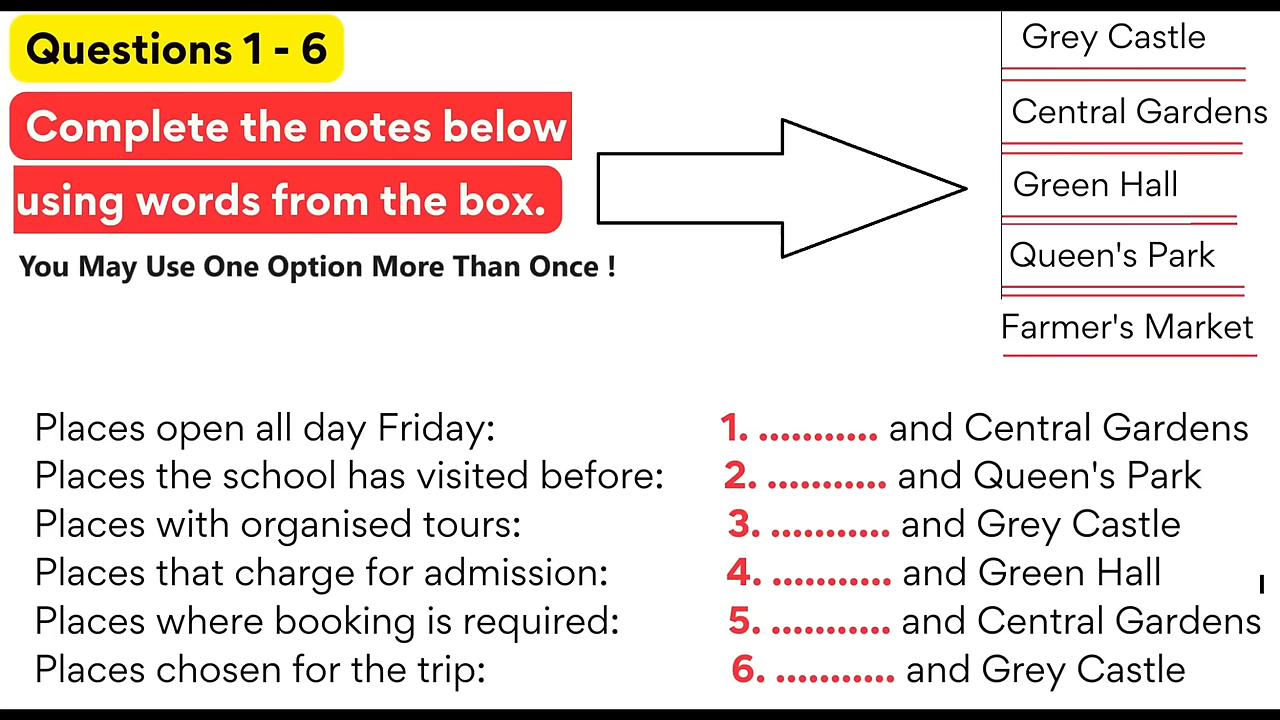 Questions 1 - 6
Complete the notes below
using words from the box.
You May Use One Option More Than Once !
Grey Castle
Central Gardens
Green Hall
Queen's Park
Farmer's Market
Places open all day Friday: 1. ........... and Central Gardens
Places the school has visited before: 2. ........... and Queen's Park
Places with organised tours: 3. ........... and Grey Castle
Places that charge for admission: 4. ........... and Green Hall
Places where booking is required: 5. ........... and Central Gardens
Places chosen for the trip: 6. ........... and Grey Castle